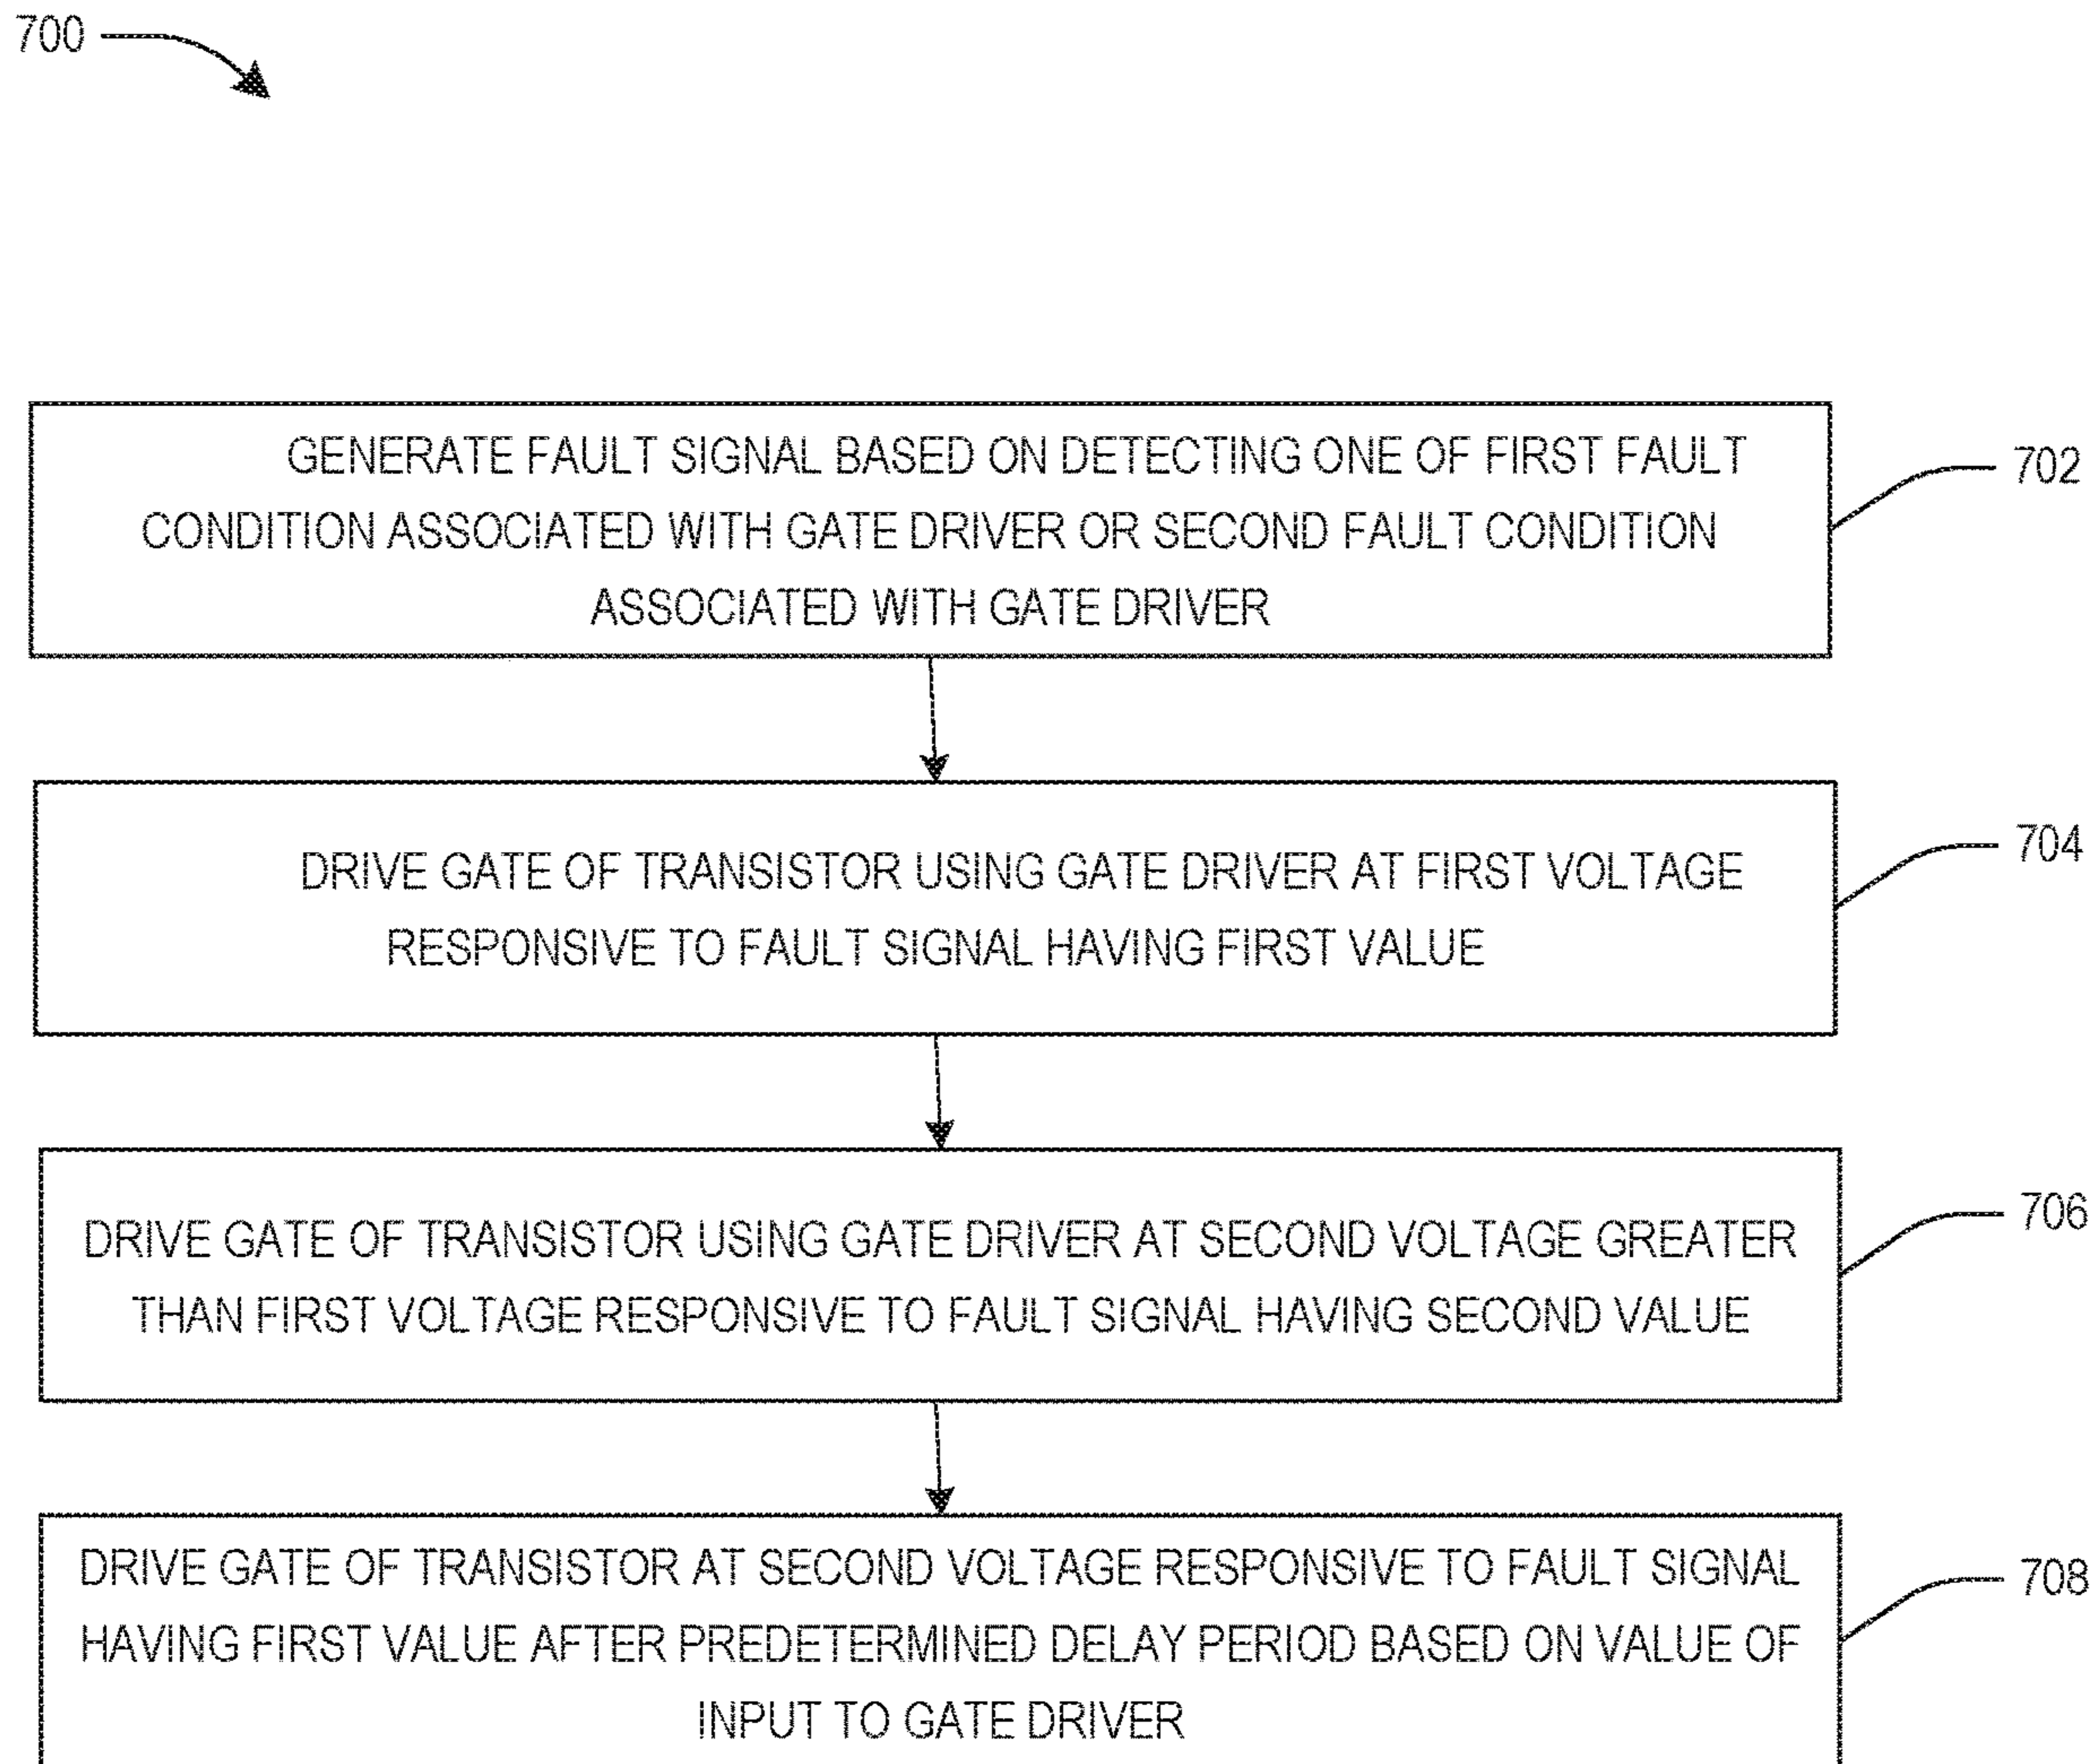 700
GENERATE FAULT SIGNAL BASED ON DETECTING ONE OF FIRST FAULT
CONDITION ASSOCIATED WITH GATE DRIVER OR SECOND FAULT CONDITION
ASSOCIATED WITH GATE DRIVER
702
DRIVE GATE OF TRANSISTOR USING GATE DRIVER AT FIRST VOLTAGE
RESPONSIVE TO FAULT SIGNAL HAVING FIRST VALUE
704
DRIVE GATE OF TRANSISTOR USING GATE DRIVER AT SECOND VOLTAGE GREATER
THAN FIRST VOLTAGE RESPONSIVE TO FAULT SIGNAL HAVING SECOND VALUE
706
DRIVE GATE OF TRANSISTOR AT SECOND VOLTAGE RESPONSIVE TO FAULT SIGNAL
HAVING FIRST VALUE AFTER PREDETERMINED DELAY PERIOD BASED ON VALUE OF
INPUT TO GATE DRIVER
708